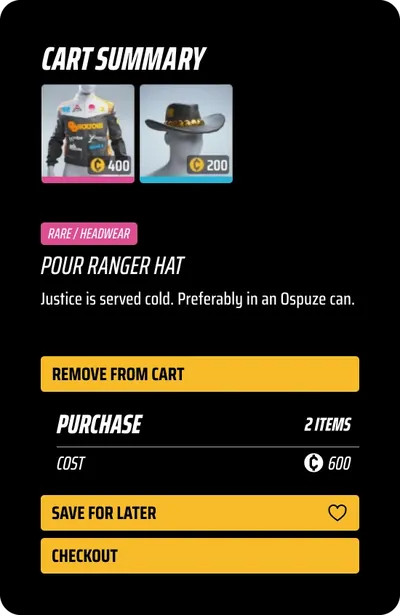 CART SUMMARY
400
200
RARE / HEADWEAR
POUR RANGER HAT
Justice is served cold. Preferably in an Ospuze can.
REMOVE FROM CART
PURCHASE 2 ITEMS
COST 600
SAVE FOR LATER
CHECKOUT